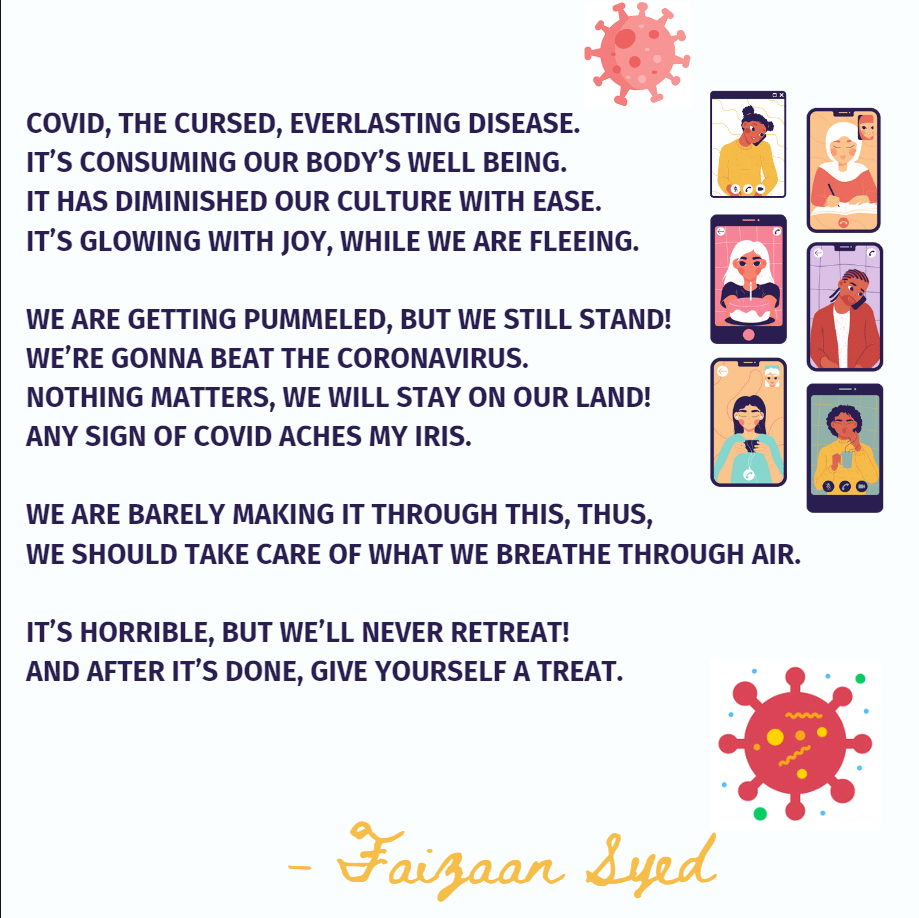 COVID, THE CURSED, EVERLASTING DISEASE.
IT'S CONSUMING OUR BODY'S WELL BEING.
IT HAS DIMINISHED OUR CULTURE WITH EASE.
IT'S GLOWING WITH JOY, WHILE WE ARE FLEEING.
WE ARE GETTING PUMMELED, BUT WE STILL STAND!
WE'RE GONNA BEAT THE CORONAVIRUS.
NOTHING MATTERS, WE WILL STAY ON OUR LAND!
ANY SIGN OF COVID ACHES MY IRIS.
WE ARE BARELY MAKING IT THROUGH THIS, THUS,
WE SHOULD TAKE CARE OF WHAT WE BREATHE THROUGH AIR.
IT'S HORRIBLE, BUT WE'LL NEVER RETREAT!
AND AFTER IT'S DONE, GIVE YOURSELF A TREAT.
- Faizaan Syed